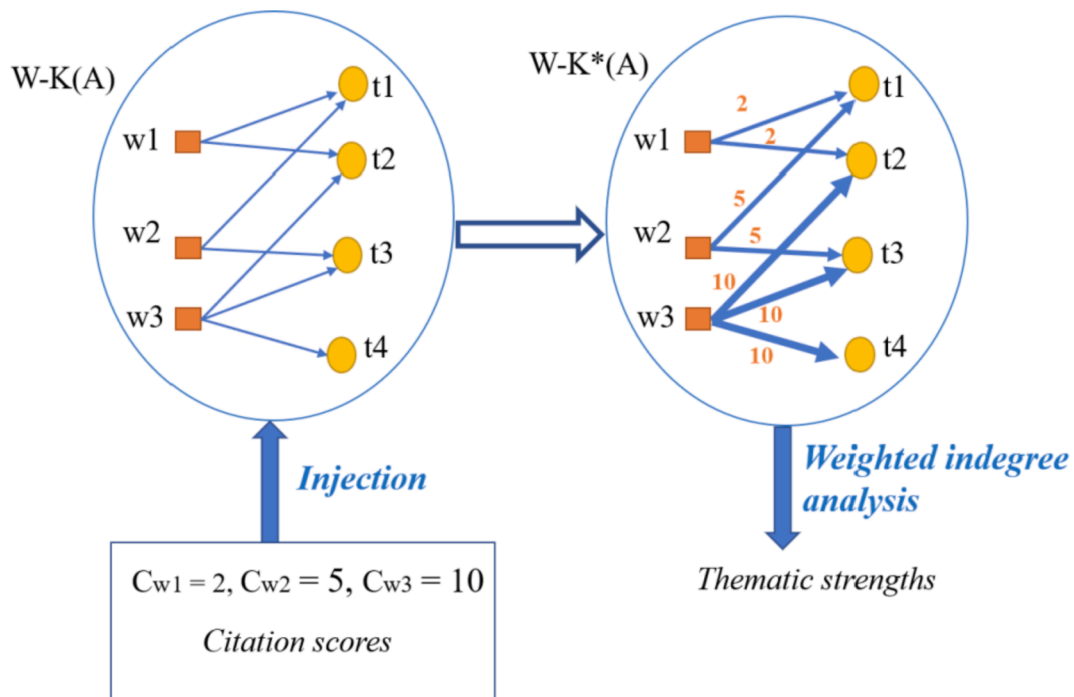 W-K(A)
t1
w1
t2
w2
t3
w3
t4
W-K*(A)
t1
2
w1
2
t2
5
w2
5
t3
10
w3
10
10
t4
Injection
Weighted indegree
analysis
Cw1 = 2, Cw2 = 5, Cw3 = 10
Citation scores
Thematic strengths